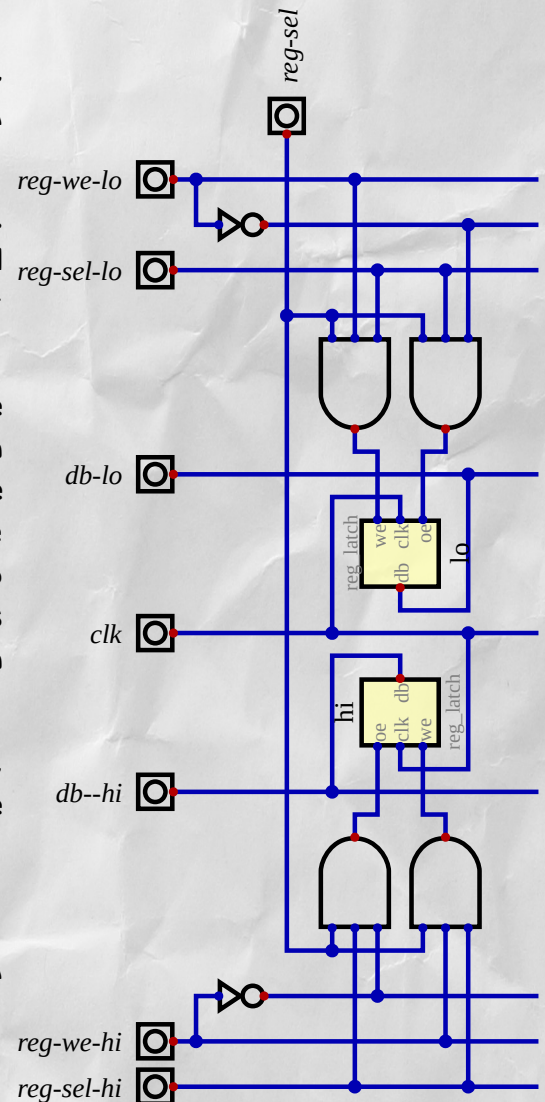 reg-sel
reg-we-lo
reg-sel-lo
db-lo
we
clk
oe
reg_latch
db
lo
clk
hi
db
oe
clk
we
reg_latch
db--hi
reg-we-hi
reg-sel-hi